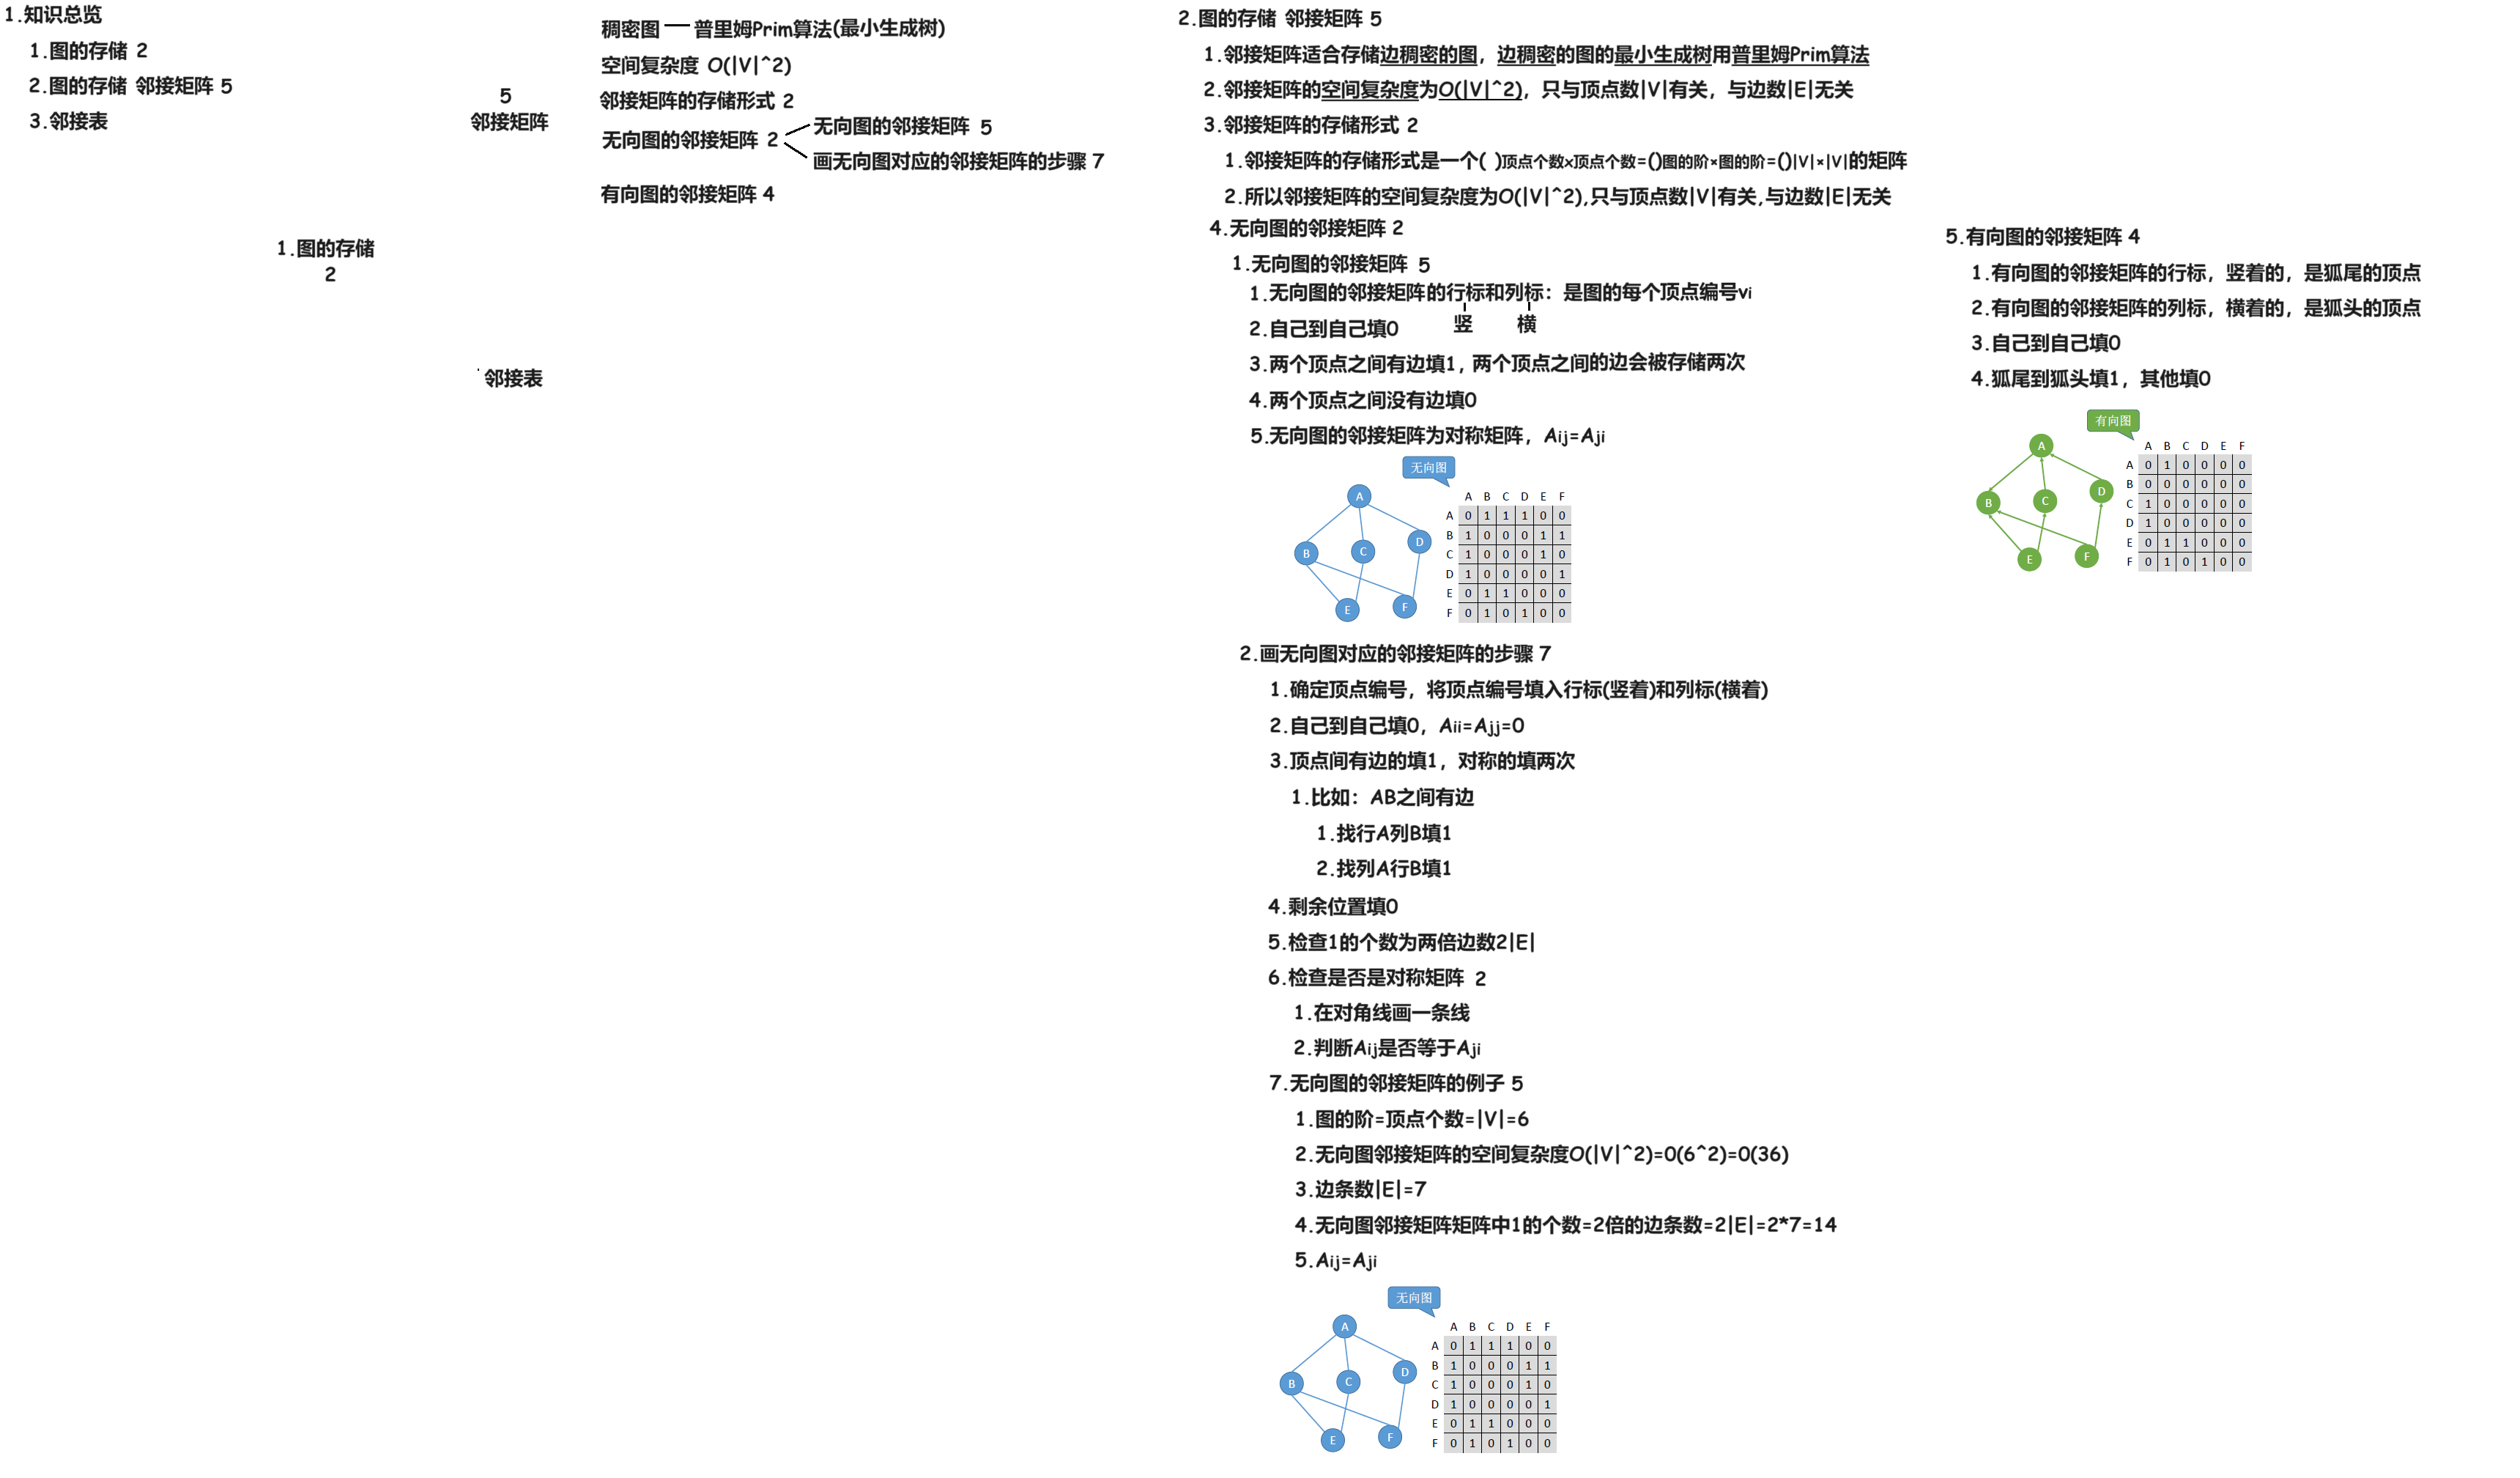 1.知识总览
1.图的存储 2
2.图的存储 邻接矩阵 5
3.邻接表
1.图的存储
2
5
邻接矩阵
邻接表
稠密图 — 普里姆Prim算法(最小生成树)
空间复杂度 O(|V|^2)
邻接矩阵的存储形式 2
无向图的邻接矩阵 2
无向图的邻接矩阵 5
画无向图对应的邻接矩阵的步骤 7
有向图的邻接矩阵 4
2.图的存储 邻接矩阵 5
1.邻接矩阵适合存储边稠密的图，边稠密的图的最小生成树用普里姆Prim算法
2.邻接矩阵的空间复杂度为O(|V|^2)，只与顶点数|V|有关，与边数|E|无关
3.邻接矩阵的存储形式 2
1.邻接矩阵的存储形式是一个( )顶点个数×顶点个数=()图的阶×图的阶=()|V|×|V|的矩阵
2.所以邻接矩阵的空间复杂度为O(|V|^2),只与顶点数|V|有关,与边数|E|无关
4.无向图的邻接矩阵 2
1.无向图的邻接矩阵 5
1.无向图的邻接矩阵的行标和列标：是图的每个顶点编号vi
竖 横
2.自己到自己填0
3.两个顶点之间有边填1，两个顶点之间的边会被存储两次
4.两个顶点之间没有边填0
5.无向图的邻接矩阵为对称矩阵，Aij=Aji
无向图
A
B
C
D
E
F
A B C D E F
A 0 1 1 1 0 0
B 1 0 0 0 1 1
C 1 0 0 0 1 0
D 1 0 0 0 0 1
E 0 1 1 0 0 0
F 0 1 0 1 0 0
2.画无向图对应的邻接矩阵的步骤 7
1.确定顶点编号，将顶点编号填入行标(竖着)和列标(横着)
2.自己到自己填0，Aii=Ajj=0
3.顶点间有边的填1，对称的填两次
1.比如：AB之间有边
1.找行A列B填1
2.找列A行B填1
4.剩余位置填0
5.检查1的个数为两倍边数2|E|
6.检查是否是对称矩阵 2
1.在对角线画一条线
2.判断Aij是否等于Aji
7.无向图的邻接矩阵的例子 5
1.图的阶=顶点个数=|V|=6
2.无向图邻接矩阵的空间复杂度O(|V|^2)=0(6^2)=0(36)
3.边条数|E|=7
4.无向图邻接矩阵矩阵中1的个数=2倍的边条数=2|E|=2*7=14
5.Aij=Aji
无向图
A
B
C
D
E
F
A B C D E F
A 0 1 1 1 0 0
B 1 0 0 0 1 1
C 1 0 0 0 1 0
D 1 0 0 0 0 1
E 0 1 1 0 0 0
F 0 1 0 1 0 0
5.有向图的邻接矩阵 4
1.有向图的邻接矩阵的行标，竖着的，是狐尾的顶点
2.有向图的邻接矩阵的列标，横着的，是狐头的顶点
3.自己到自己填0
4.狐尾到狐头填1，其他填0
有向图
A
B
C
D
E
F
A B C D E F
A 0 1 0 0 0 0
B 0 0 0 0 0 0
C 1 0 0 0 0 0
D 1 0 0 0 0 0
E 0 1 1 0 0 0
F 0 1 0 1 0 0